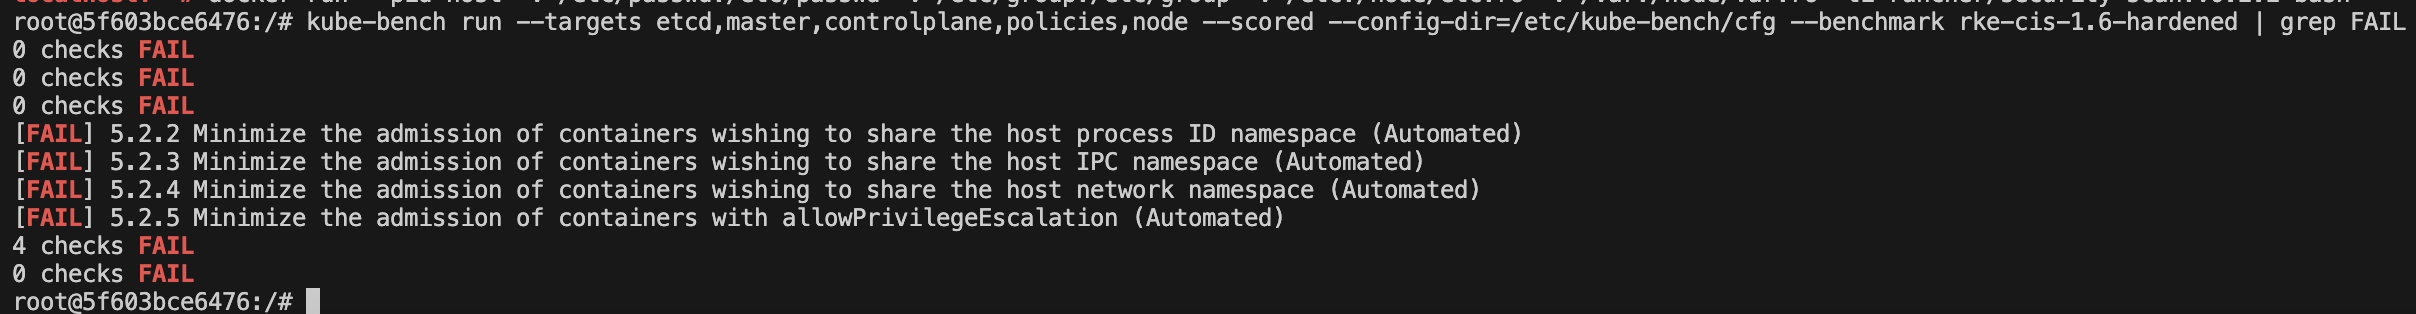 root@5f603bce6476:/# kube-bench run --targets etcd,master,controlplane,policies,node --scored --config-dir=/etc/kube-bench/cfg --benchmark rke-cis-1.6-hardened | grep FAIL
0 checks FAIL
0 checks FAIL
0 checks FAIL
[FAIL] 5.2.2 Minimize the admission of containers wishing to share the host process ID namespace (Automated)
[FAIL] 5.2.3 Minimize the admission of containers wishing to share the host IPC namespace (Automated)
[FAIL] 5.2.4 Minimize the admission of containers wishing to share the host network namespace (Automated)
[FAIL] 5.2.5 Minimize the admission of containers with allowPrivilegeEscalation (Automated)
4 checks FAIL
0 checks FAIL
root@5f603bce6476:/#